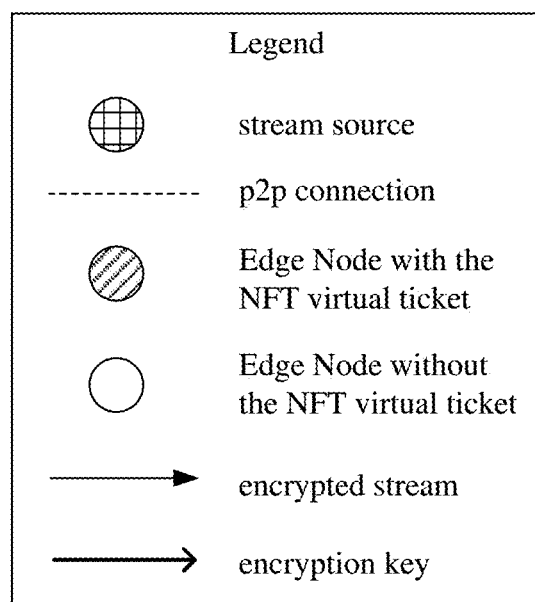 Legend
stream source
p2p connection
Edge Node with the
NFT virtual ticket
Edge Node without
the NFT virtual ticket
encrypted stream
encryption key